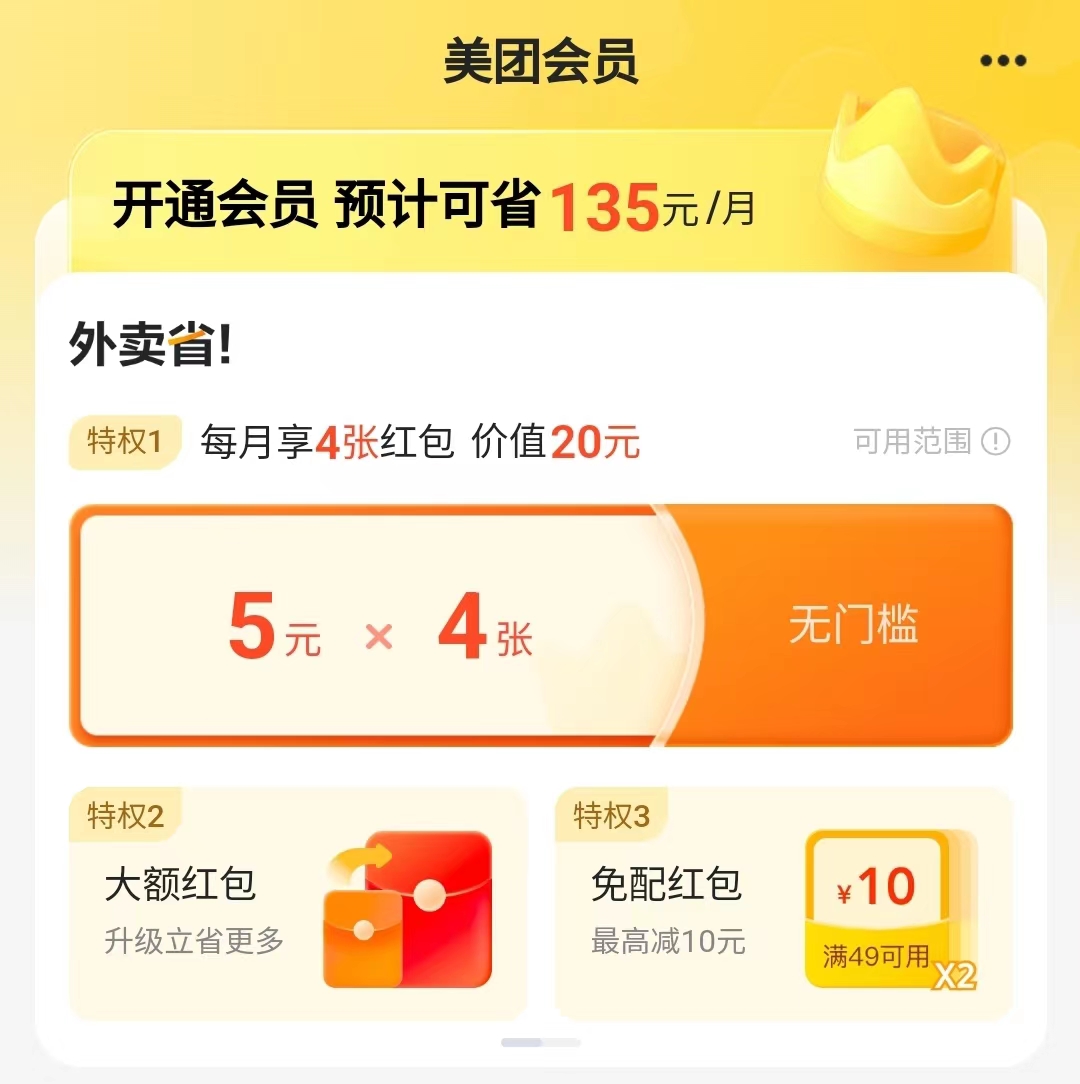 美团会员
开通会员 预计可省135元/月
外卖省!
特权1 每月享4张红包 价值20元 可用范围
5元 × 4张 无门槛
特权2
大额红包
升级立省更多
特权3
免配红包
最高减10元
¥10
满49可用
X2